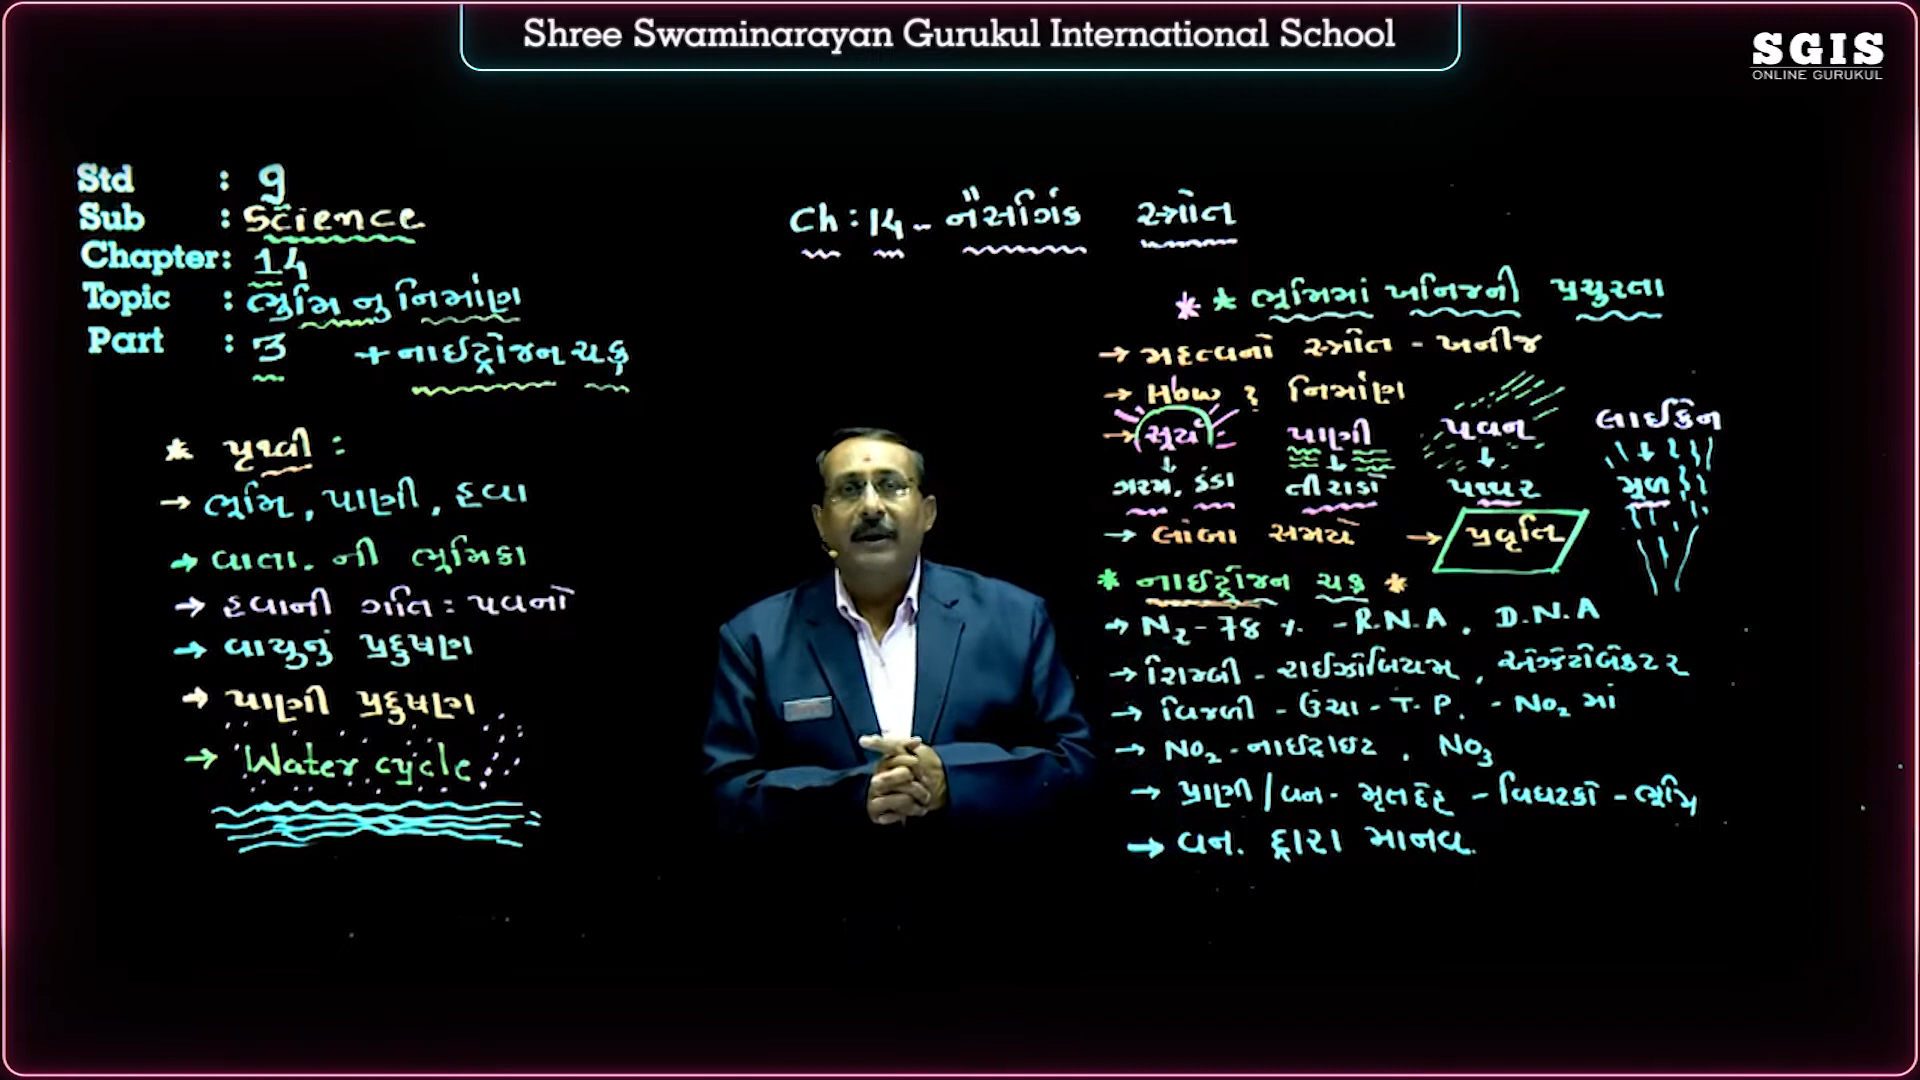 Shree Swaminarayan Gurukul International School
SGIS
ONLINE GURUKUL
Std : 9
Sub : Science
Chapter : 14
Topic : ભુમિ નુ નિર્માણ
Part : 3 + નાઈટ્રોજન ચક્ર
Ch : 14 - નૈસર્ગિક સ્ત્રોત
* પૃથ્વી :
→ ભૂમિ, પાણી, હવા
→ વાતા. ની ભૂમિકા
→ હવાની ગતિ : પવનો
→ વાયુનું પ્રદુષણ
→ પાણી પ્રદુષણ
→ Water cycle
* * ભૂમિમાં ખનિજની પ્રચુરતા
→ મહત્વનો સ્ત્રોત - ખનીજ
→ How ? નિર્માણ
→ સૂર્ય પાણી પવન લાઈકેન
↓ ↓ ↓ ↓
ગરમ, ઠંડા તીરાડો પથ્થર મૂળ
→ લાંબા સમયે → પ્રવૃતિ
* નાઈટ્રોજન ચક્ર *
→ N₂ - 78 % - R.N.A, D.N.A
→ શિમ્બી - રાઈઝોબિયમ, એઝેટોબેક્ટર
→ વિજળી - ઉંચા - T. P. - NO₂ માં
→ NO₂ - નાઈટ્રાઇટ, NO₃
→ પ્રાણી / વન - મૃતદેહ - વિઘટકો - ભૂમિ
→ વન. દ્વારા માનવ.